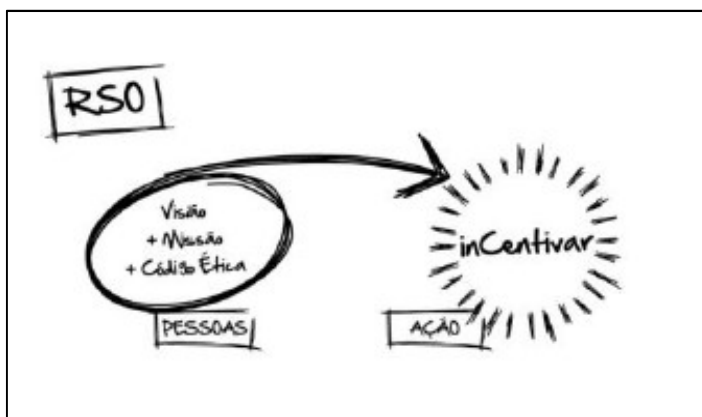 RSO
Visão
+ Missão
+ Código Ética
inCentivar
PESSOAS
AÇÃO